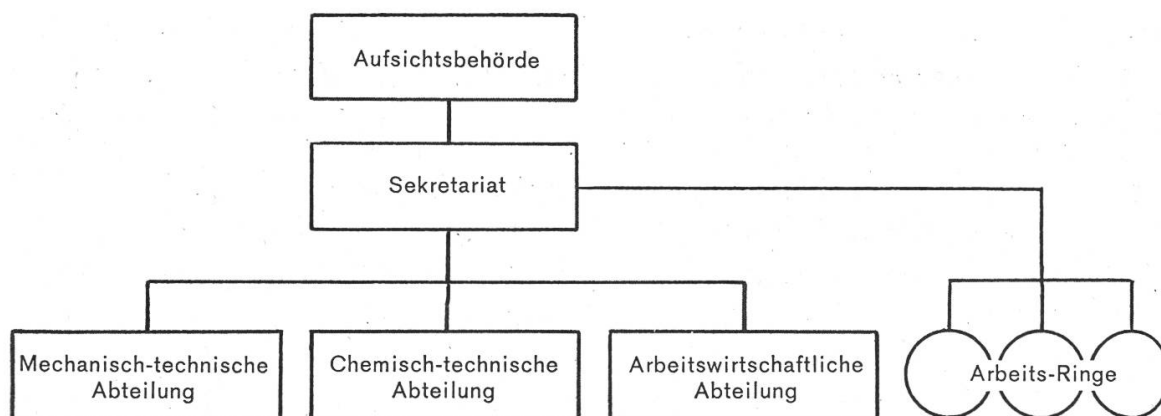 Aufsichtsbehörde
Sekretariat
Mechanisch-technische
Abteilung
Chemisch-technische
Abteilung
Arbeitswirtschaftliche
Abteilung
Arbeits-Ringe